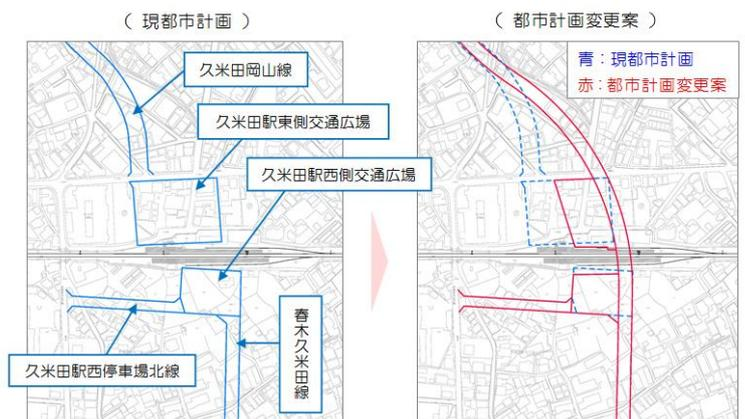 （ 現都市計画 ）
（ 都市計画変更案 ）
久米田岡山線
久米田駅東側交通広場
久米田駅西側交通広場
春木久米田線
久米田駅西停車場北線
青：現都市計画
赤：都市計画変更案